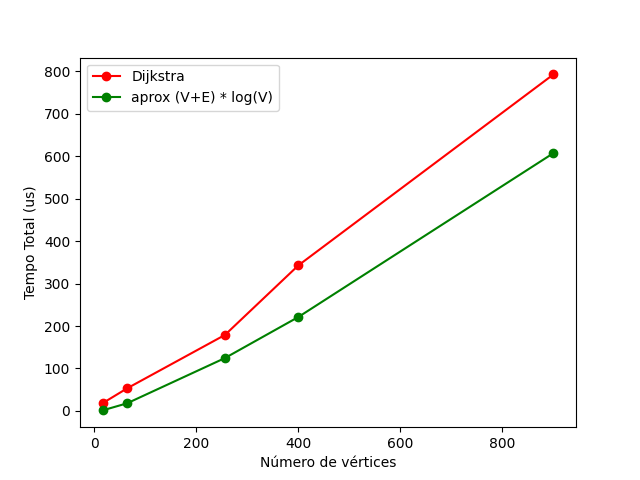 Dijkstra
aprox (V+E) * log(V)
800
700
600
500
400
300
200
100
0
Tempo Total (us)
0 200 400 600 800
Número de vértices